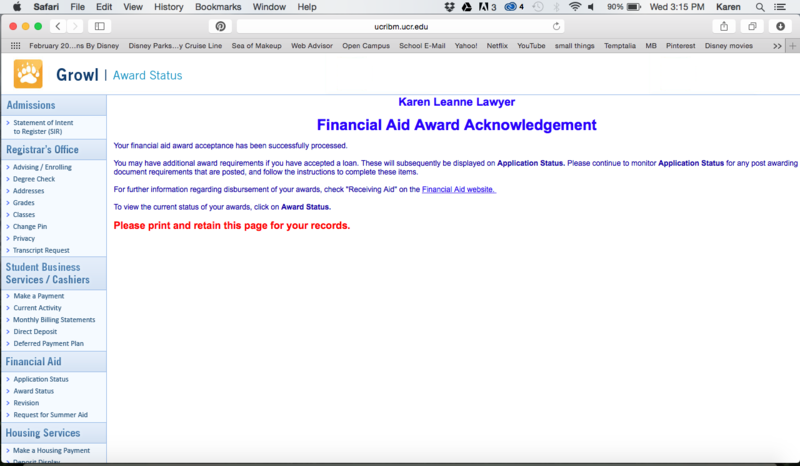 Safari File Edit View History Bookmarks Window Help 3 4 90% Wed 3:15 PM Karen
ucribm.ucr.edu
February 20...ns By Disney Disney Parks...y Cruise Line Sea of Makeup Web Advisor Open Campus School E-Mail Yahoo! Netflix YouTube small things Temptalia MB Pinterest Disney movies >> +
Growl | Award Status
Admissions
> Statement of Intent
to Register (SIR)
Registrar's Office
> Advising / Enrolling
> Degree Check
> Addresses
> Grades
> Classes
> Change Pin
> Privacy
> Transcript Request
Student Business
Services / Cashiers
> Make a Payment
> Current Activity
> Monthly Billing Statements
> Direct Deposit
> Deferred Payment Plan
Financial Aid
> Application Status
> Award Status
> Revision
> Request for Summer Aid
Housing Services
> Make a Housing Payment
> Deposit Display
Karen Leanne Lawyer
Financial Aid Award Acknowledgement
Your financial aid award acceptance has been successfully processed.
You may have additional award requirements if you have accepted a loan. These will subsequently be displayed on Application Status. Please continue to monitor Application Status for any post awarding
document requirements that are posted, and follow the instructions to complete these items.
For further information regarding disbursement of your awards, check "Receiving Aid" on the Financial Aid website.
To view the current status of your awards, click on Award Status.
Please print and retain this page for your records.